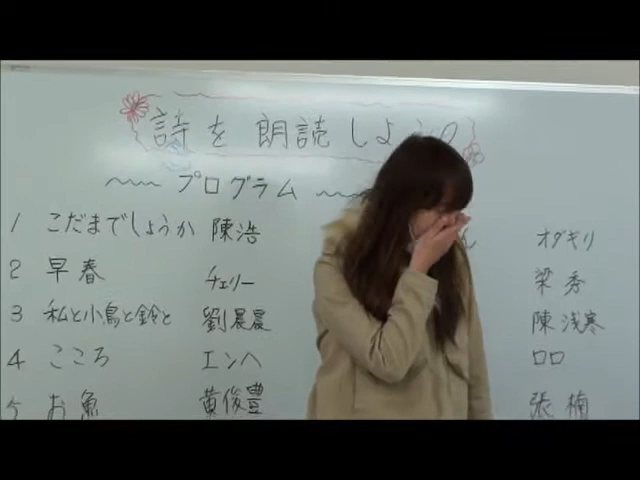 詩を朗読しよう
〜プログラム〜
1 こだまでしょうか 陳浩 オダギリ
2 早春 チェリー 梁秀
3 私と小鳥と鈴と 劉晨晨 陳浅寒
4 こころ エンヘ ロロ
5 お魚 黄俊豊 張楠